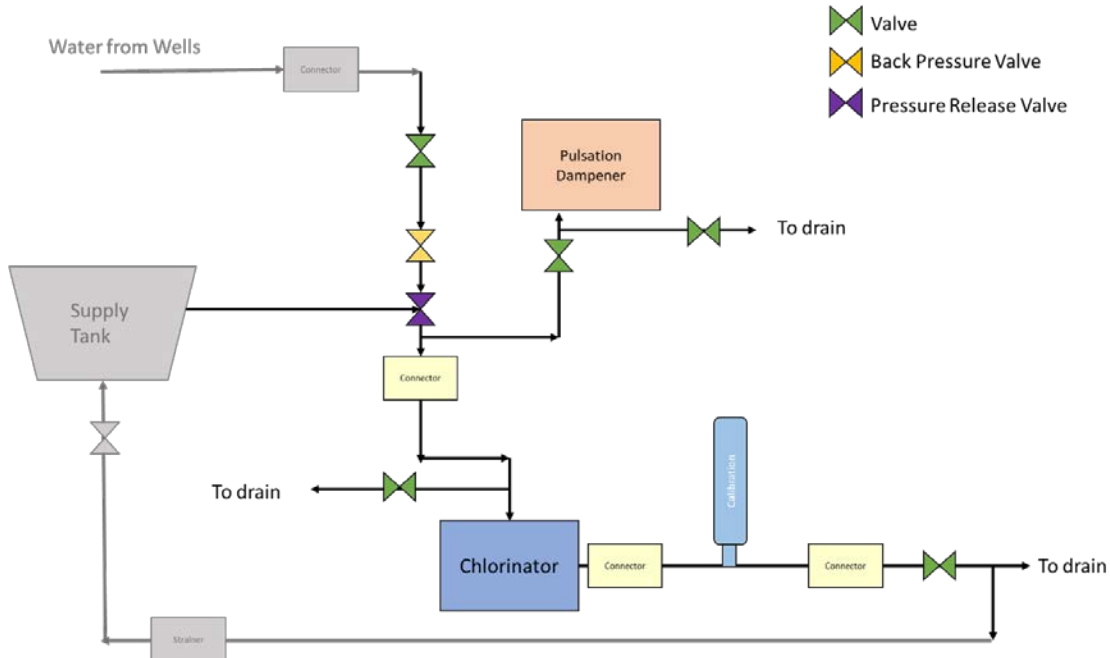 Water from Wells
Connector
Valve
Back Pressure Valve
Pressure Release Valve
Pulsation
Dampener
To drain
Supply
Tank
Connector
To drain
Calibration
Chlorinator
Connector
Connector
To drain
Strainer